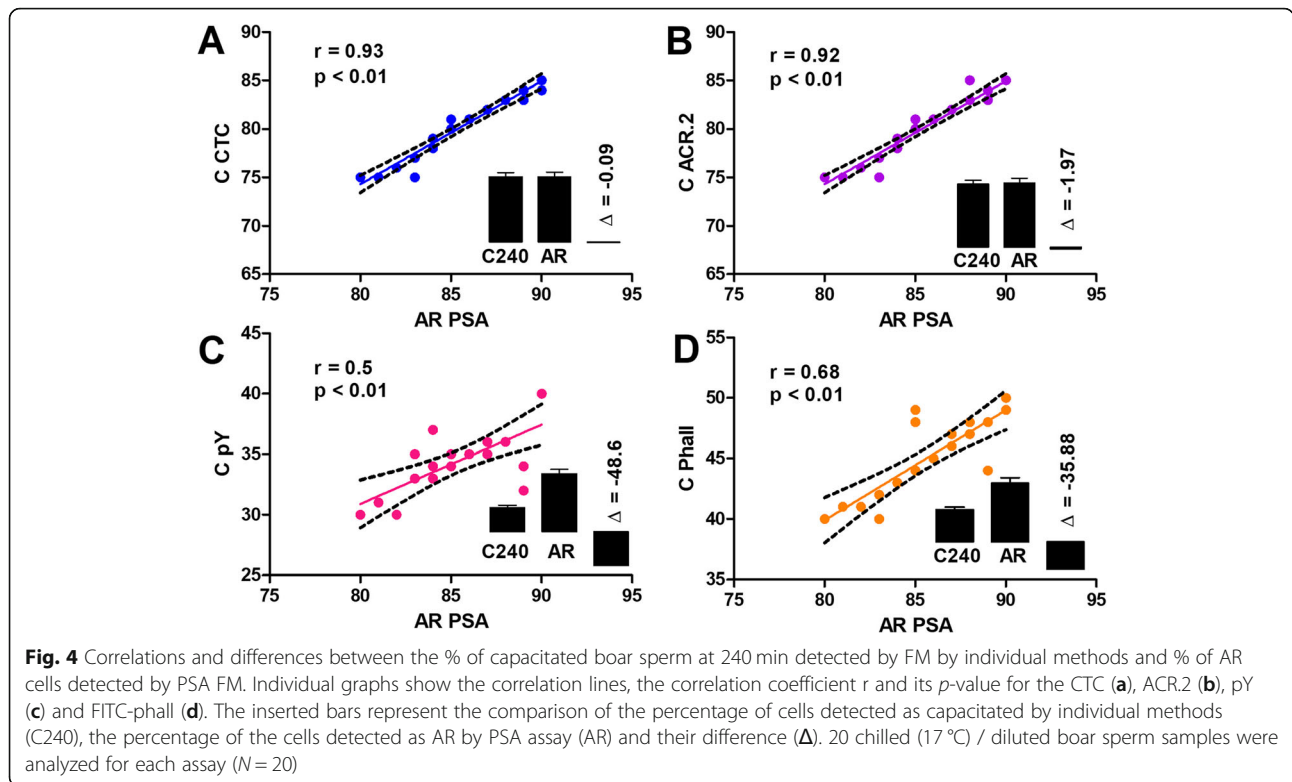 A
r = 0.93
p < 0.01
C CTC
90
85
80
75
70
65
75
80
85
90
95
AR PSA
C240
AR
Δ = -0.09
B
r = 0.92
p < 0.01
C ACR.2
90
85
80
75
70
65
75
80
85
90
95
AR PSA
C240
AR
Δ = -1.97
C
r = 0.5
p < 0.01
C pY
45
40
35
30
25
75
80
85
90
95
AR PSA
C240
AR
Δ = -48.6
D
r = 0.68
p < 0.01
C Phall
55
50
45
40
35
75
80
85
90
95
AR PSA
C240
AR
Δ = -35.88
Fig. 4 Correlations and differences between the % of capacitated boar sperm at 240 min detected by FM by individual methods and % of AR
cells detected by PSA FM. Individual graphs show the correlation lines, the correlation coefficient r and its p-value for the CTC (a), ACR.2 (b), pY
(c) and FITC-phall (d). The inserted bars represent the comparison of the percentage of cells detected as capacitated by individual methods
(C240), the percentage of the cells detected as AR by PSA assay (AR) and their difference (Δ). 20 chilled (17 °C) / diluted boar sperm samples were
analyzed for each assay (N = 20)